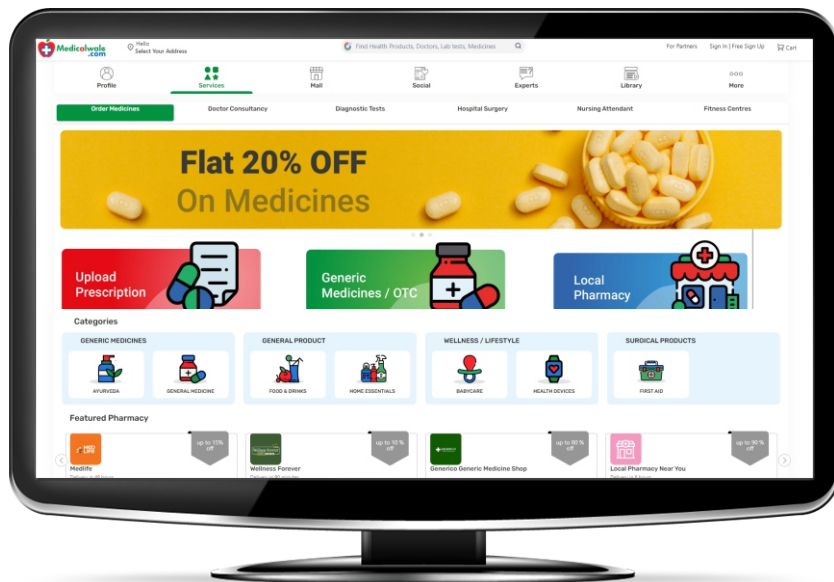 Medicalwale
.com
Hello
Select Your Address
Find Health Products, Doctors, Lab tests, Medicines
For Partners
Sign In | Free Sign Up
Cart
Profile
Services
Mall
Social
Experts
Library
More
Order Medicines
Doctor Consultancy
Diagnostic Tests
Hospital Surgery
Nursing Attendant
Fitness Centres
Flat 20% OFF
On Medicines
Upload
Prescription
Generic
Medicines / OTC
Local
Pharmacy
Categories
GENERIC MEDICINES
GENERAL PRODUCT
WELLNESS / LIFESTYLE
SURGICAL PRODUCTS
AYURVEDA
GENERAL MEDICINE
FOOD & DRINKS
HOME ESSENTIALS
BABYCARE
HEALTH DEVICES
FIRST AID
Featured Pharmacy
up to 15%
off
Medlife
up to 10 %
off
Wellness Forever
up to 80 %
off
Generico Generic Medicine Shop
up to 90 %
off
Local Pharmacy Near You